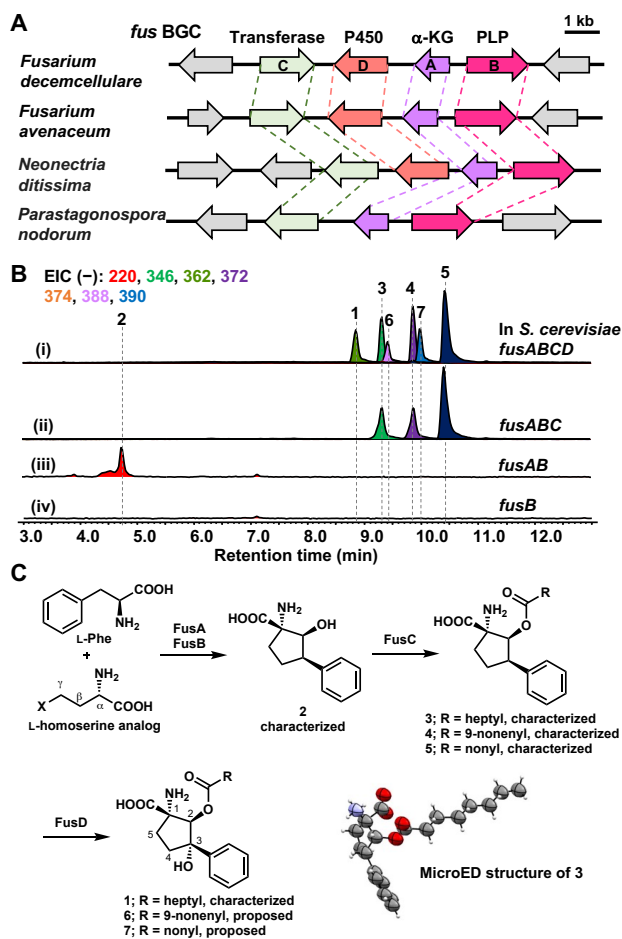 A
fus BGC
Transferase P450 α-KG PLP
1 kb
Fusarium
decemcellulare
C D A B
Fusarium
avenaceum
Neonectria
ditissima
Parastagonospora
nodorum
B
EIC (−): 220, 346, 362, 372
374, 388, 390
2 1 3 6 4 7 5
(i)
In S. cerevisiae
fusABCD
(ii)
fusABC
(iii)
fusAB
(iv)
fusB
3.0 4.0 5.0 6.0 7.0 8.0 9.0 10.0 11.0 12.0
Retention time (min)
C
COOH
NH2
L-Phe
+
NH2
γ
β
α
X
COOH
L-homoserine analog
FusA
FusB
HOOC
NH2
OH
2
characterized
FusC
O
R
NH2
HOOC
O
3; R = heptyl, characterized
4; R = 9-nonenyl, characterized
5; R = nonyl, characterized
FusD
O
R
NH2
HOOC
O
1
2
5
3
4
HO
1; R = heptyl, characterized
6; R = 9-nonenyl, proposed
7; R = nonyl, proposed
MicroED structure of 3